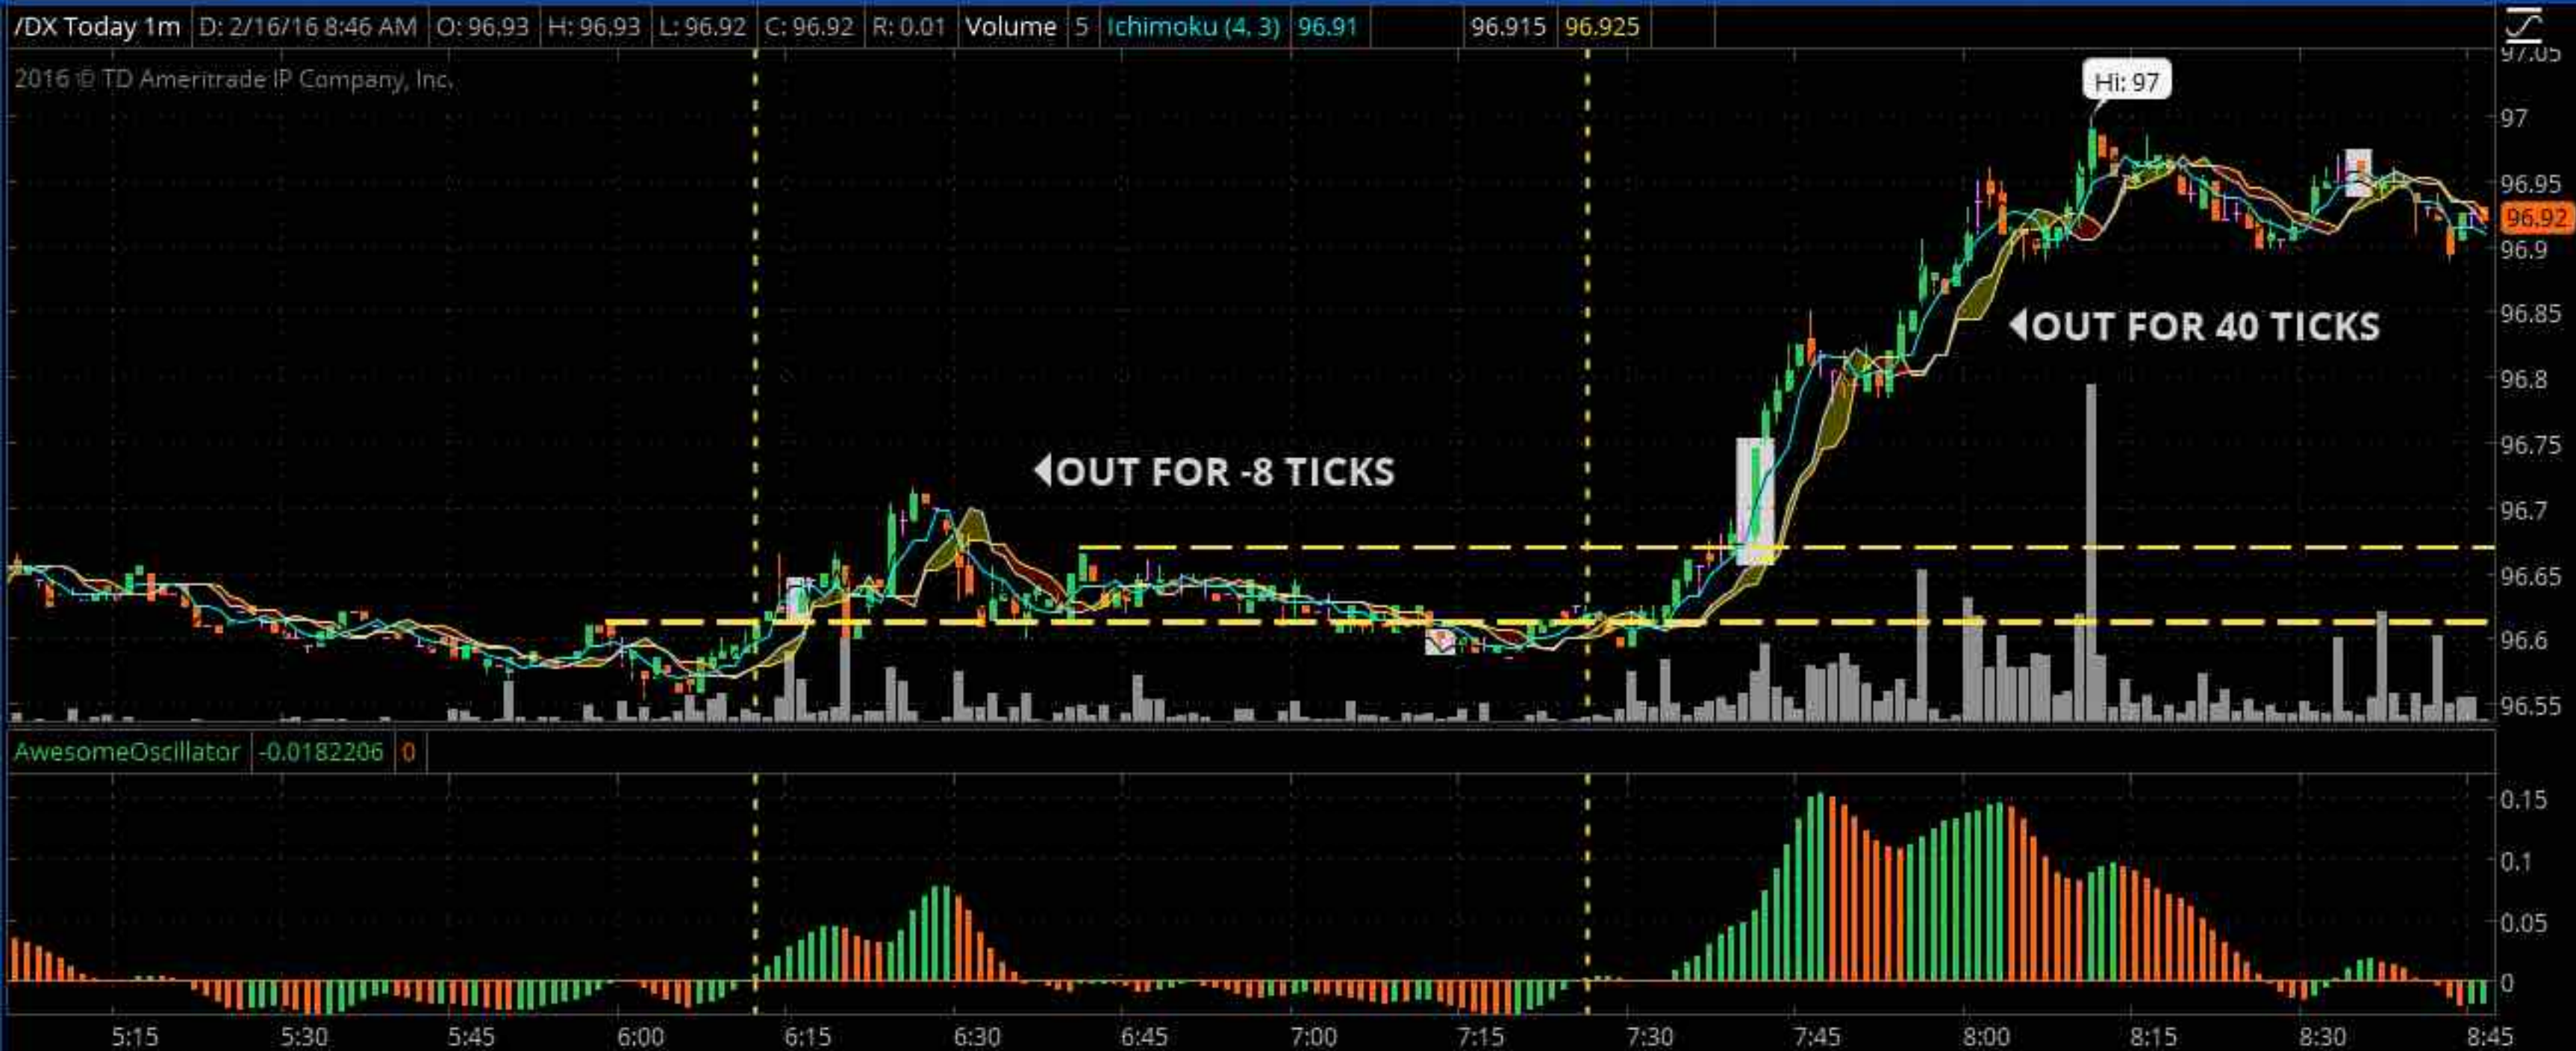 /DX Today 1m D: 2/16/16 8:46 AM O: 96.93 H: 96.93 L: 96.92 C: 96.92 R: 0.01 Volume 5 Ichimoku (4, 3) 96.91 96.915 96.925
97.05
2016 © TD Ameritrade IP Company, Inc.
Hi: 97
97
96.95
96.92
96.9
96.85
◄OUT FOR 40 TICKS
96.8
96.75
◄OUT FOR -8 TICKS
96.7
96.65
96.6
96.55
AwesomeOscillator -0.0182206 0
0.15
0.1
0.05
0
5:15 5:30 5:45 6:00 6:15 6:30 6:45 7:00 7:15 7:30 7:45 8:00 8:15 8:30 8:45